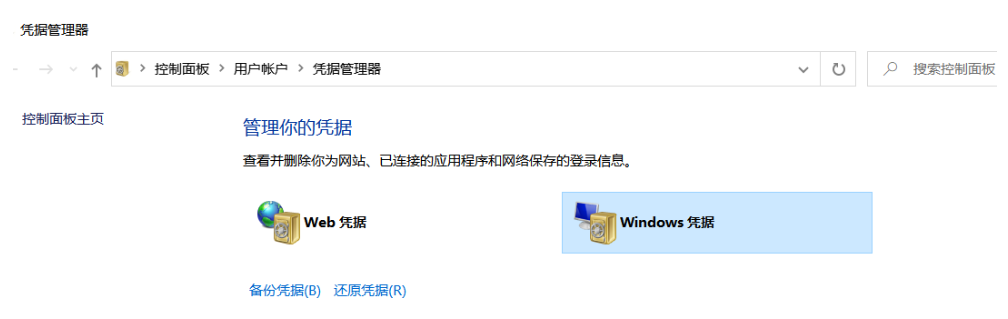 凭据管理器
控制面板 > 用户帐户 > 凭据管理器 搜索控制面板
控制面板主页
管理你的凭据
查看并删除你为网站、已连接的应用程序和网络保存的登录信息。
Web 凭据 Windows 凭据
备份凭据(B) 还原凭据(R)